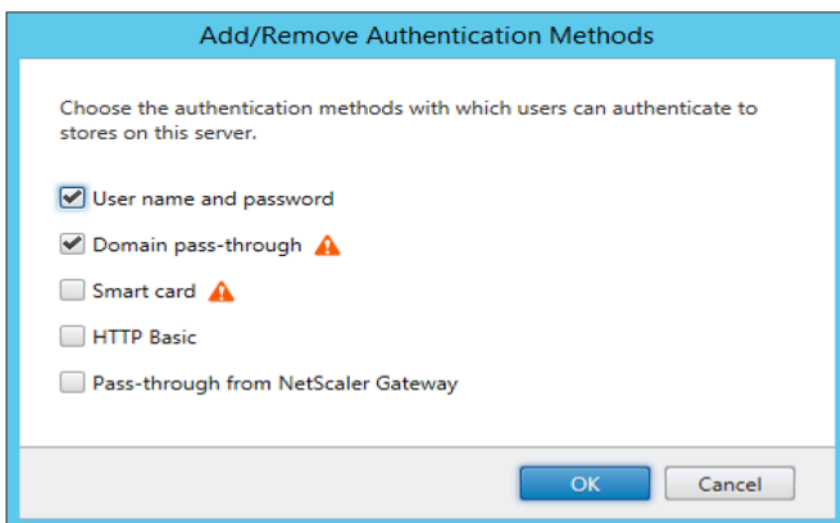 Add/Remove Authentication Methods
Choose the authentication methods with which users can authenticate to
stores on this server.
User name and password
Domain pass-through
Smart card
HTTP Basic
Pass-through from NetScaler Gateway
OK Cancel